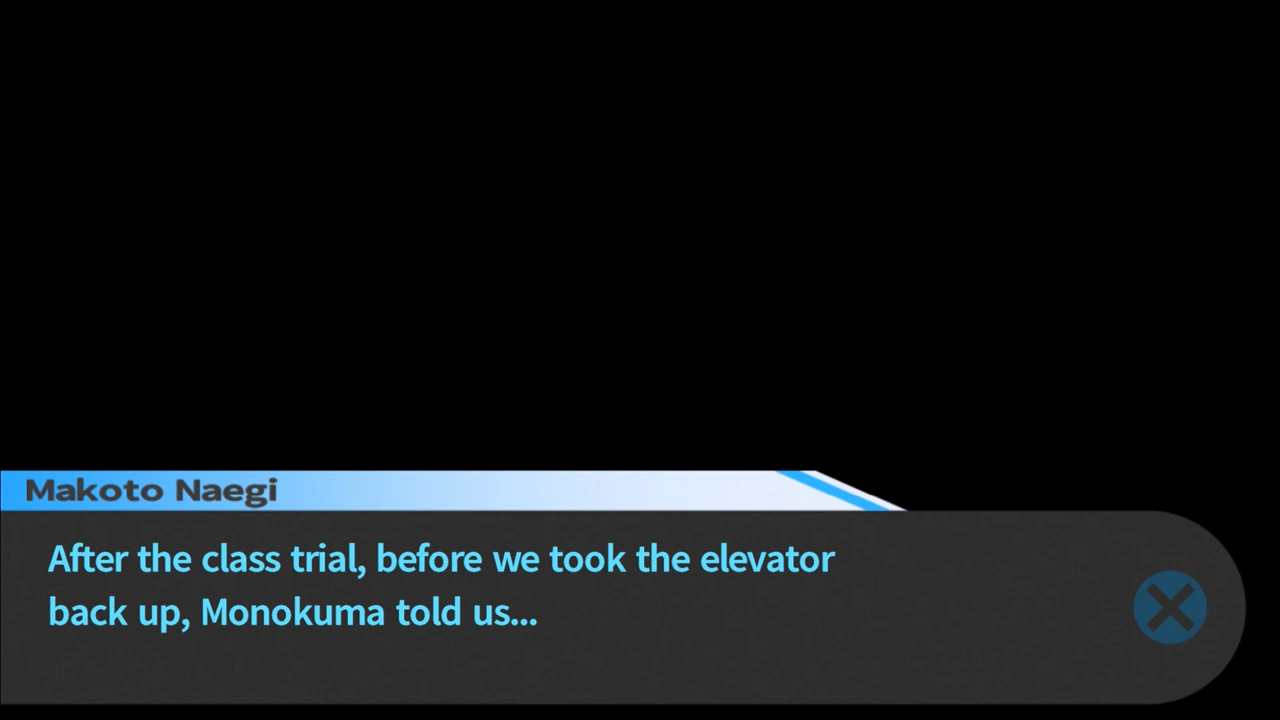 Makoto Naegi
After the class trial, before we took the elevator
back up, Monokuma told us...